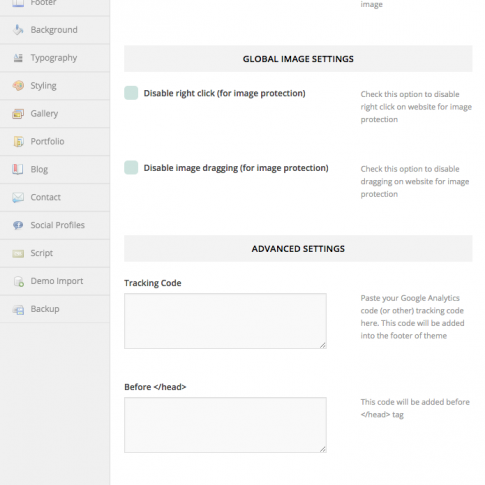 Footer
Background
Typography
Styling
Gallery
Portfolio
Blog
Contact
Social Profiles
Script
Demo Import
Backup
image
GLOBAL IMAGE SETTINGS
Disable right click (for image protection)
Check this option to disable
right click on website for image
protection
Disable image dragging (for image protection)
Check this option to disable
dragging on website for image
protection
ADVANCED SETTINGS
Tracking Code
Paste your Google Analytics
code (or other) tracking code
here. This code will be added
into the footer of theme
Before </head>
This code will be added before
</head> tag